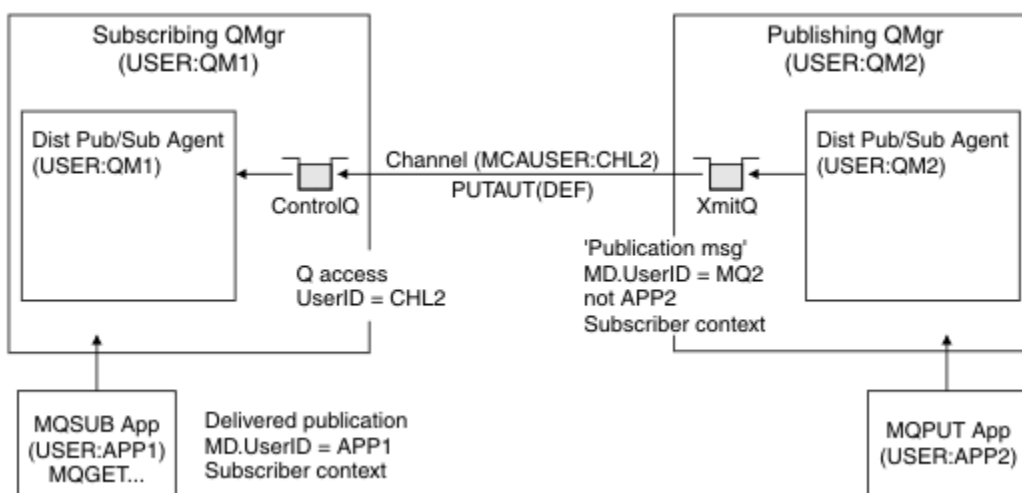 Subscribing QMgr
(USER:QM1)
Publishing QMgr
(USER:QM2)
Dist Pub/Sub Agent
(USER:QM1)
ControlQ
Channel (MCAUSER:CHL2)
PUTAUT(DEF)
XmitQ
Dist Pub/Sub Agent
(USER:QM2)
Q access
UserID = CHL2
'Publication msg'
MD.UserID = MQ2
not APP2
Subscriber context
MQSUB App
(USER:APP1)
MQGET...
Delivered publication
MD.UserID = APP1
Subscriber context
MQPUT App
(USER:APP2)